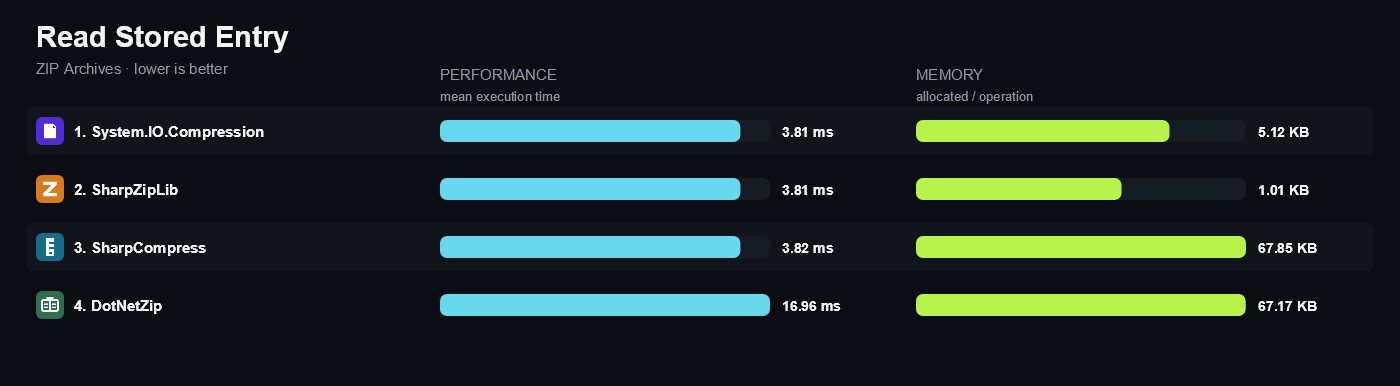 Read Stored Entry
ZIP Archives · lower is better
PERFORMANCE
mean execution time
MEMORY
allocated / operation
1. System.IO.Compression 3.81 ms 5.12 KB
2. SharpZipLib 3.81 ms 1.01 KB
3. SharpCompress 3.82 ms 67.85 KB
4. DotNetZip 16.96 ms 67.17 KB